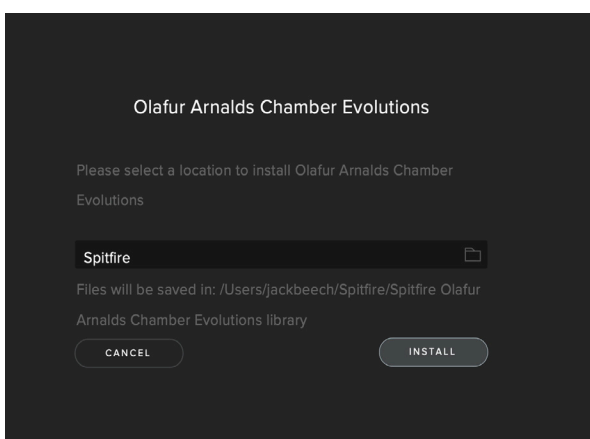 Olafur Arnalds Chamber Evolutions
Please select a location to install Olafur Arnalds Chamber
Evolutions
Spitfire
Files will be saved in: /Users/jackbeech/Spitfire/Spitfire Olafur
Arnalds Chamber Evolutions library
CANCEL
INSTALL